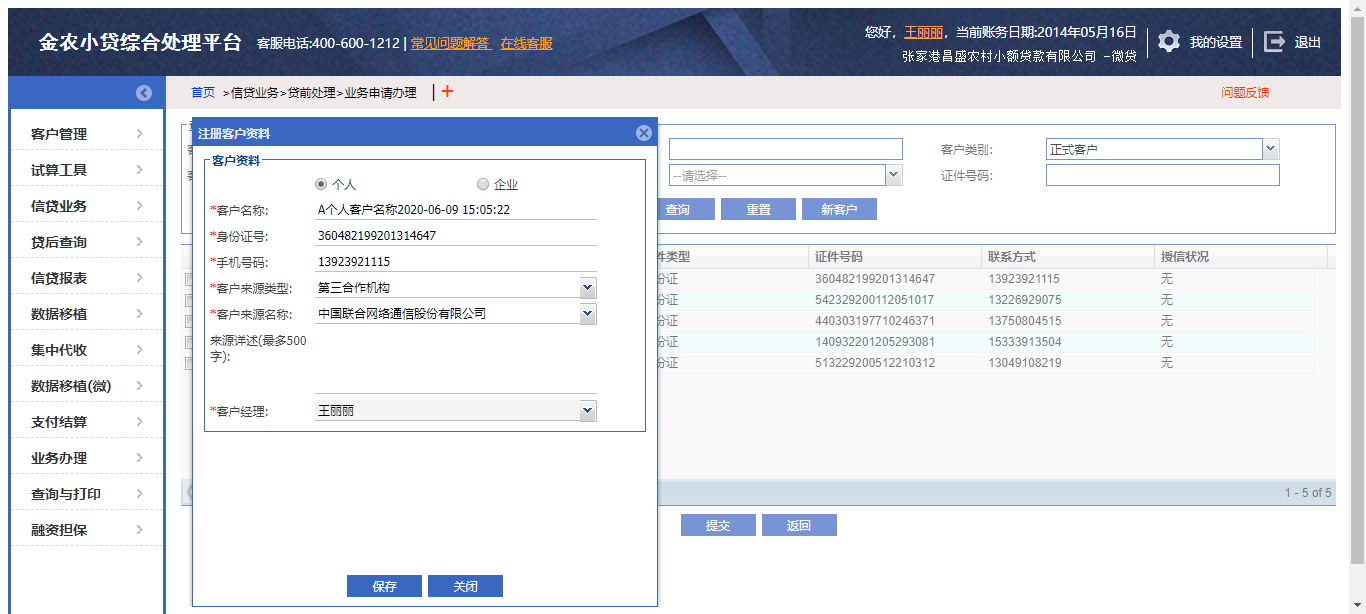 金农小贷综合处理平台 客服电话:400-600-1212 | 常见问题解答 在线客服
您好，王丽丽，当前账务日期:2014年05月16日
张家港昌盛农村小额贷款有限公司 -微贷
我的设置
退出
首页 >信贷业务>贷前处理>业务申请办理 | +
问题反馈
客户管理
试算工具
信贷业务
贷后查询
信贷报表
数据移植
集中代收
数据移植(微)
支付结算
业务办理
查询与打印
融资担保
注册客户资料
客户资料
个人 企业
*客户名称: A个人客户名称2020-06-09 15:05:22
*身份证号: 360482199201314647
*手机号码: 13923921115
*客户来源类型: 第三合作机构
*客户来源名称: 中国联合网络通信股份有限公司
来源详述(最多500
字):
*客户经理: 王丽丽
保存 关闭
客户类别: 正式客户
--请选择-- 证件号码:
查询 重置 新客户
件类型 证件号码 联系方式 授信状况
份证 360482199201314647 13923921115 无
份证 542329200112051017 13226929075 无
份证 440303197710246371 13750804515 无
份证 140932201205293081 15333913504 无
份证 513229200512210312 13049108219 无
1 - 5 of 5
提交 返回